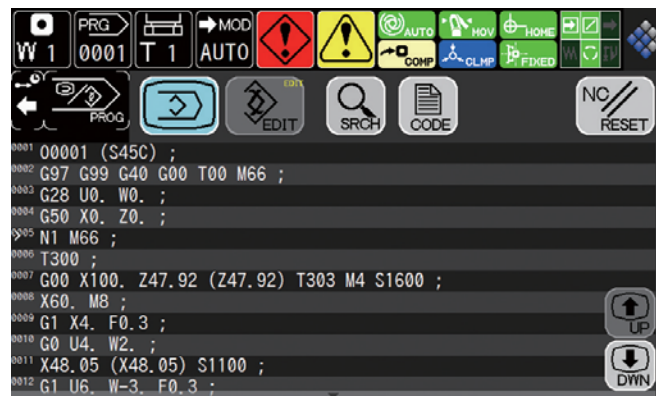 W 1 PRG 0001 T 1 MOD AUTO AUTO MOV HOME COMP CLMP FIXED
PROG EDIT EDIT SRCH CODE NC RESET
0001 O0001 (S45C) ;
0002 G97 G99 G40 G00 T00 M66 ;
0003 G28 U0. W0. ;
0004 G50 X0. Z0. ;
05 N1 M66 ;
0006 T300 ;
0007 G00 X100. Z47.92 (Z47.92) T303 M4 S1600 ;
0008 X60. M8 ;
0009 G1 X4. F0.3 ;
0010 G0 U4. W2. ;
UP
0011 X48.05 (X48.05) S1100 ;
0012 G1 U6. W-3. F0.3 ;
DWN